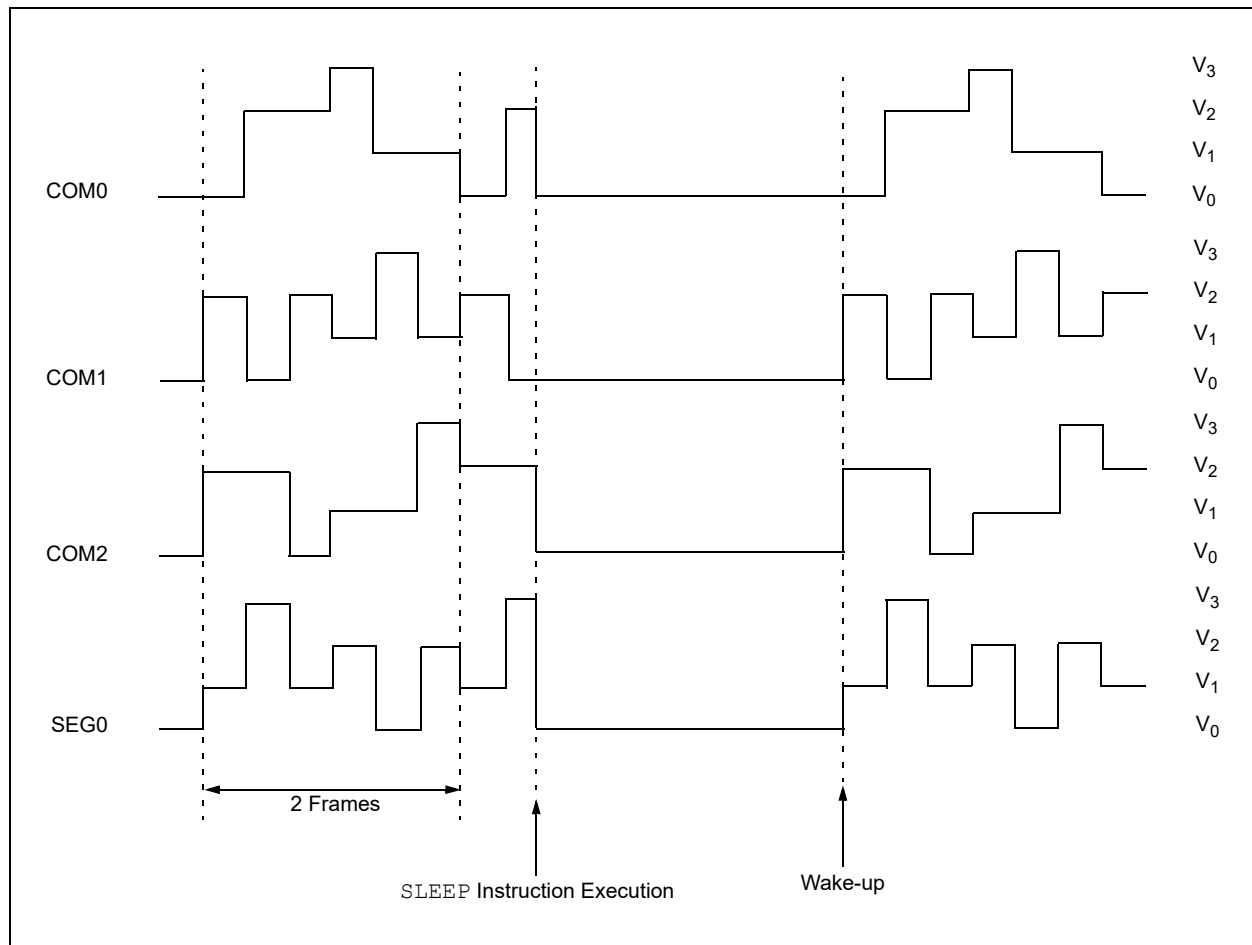 V3
V2
V1
COM0 V0
V3
V2
V1
COM1 V0
V3
V2
V1
COM2 V0
V3
V2
V1
SEG0 V0
2 Frames
SLEEP Instruction Execution
Wake-up